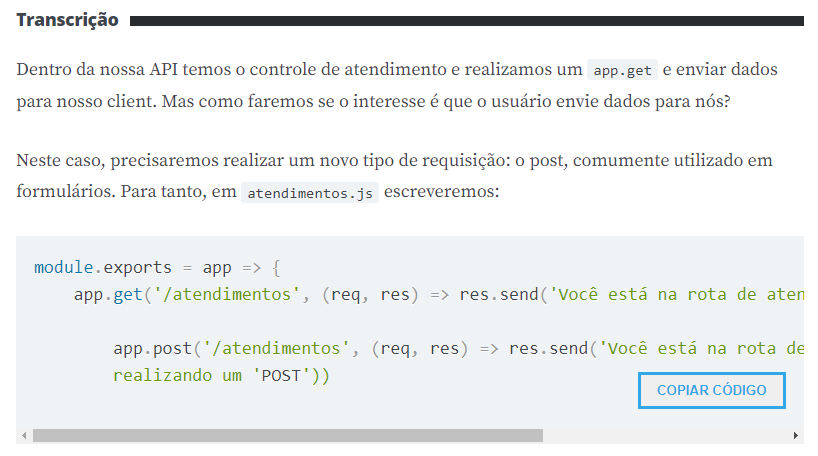 Transcrição
Dentro da nossa API temos o controle de atendimento e realizamos um app.get e enviar dados
para nosso client. Mas como faremos se o interesse é que o usuário envie dados para nós?
Neste caso, precisaremos realizar um novo tipo de requisição: o post, comumente utilizado em
formulários. Para tanto, em atendimentos.js escreveremos:
module.exports = app => {
app.get('/atendimentos', (req, res) => res.send('Você está na rota de aten
app.post('/atendimentos', (req, res) => res.send('Você está na rota de
realizando um 'POST'))
COPIAR CÓDIGO